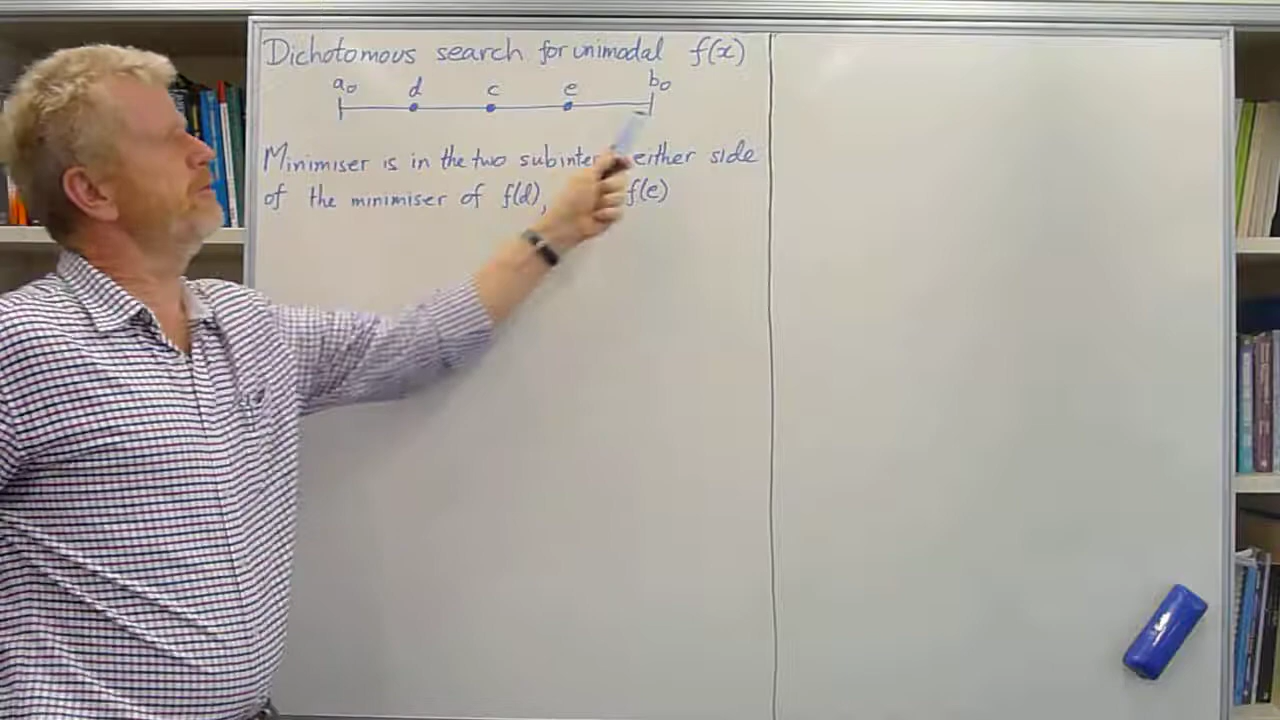 Dichotomous search for unimodal f(x)
a₀ d c e b₀
Minimiser is in the two subinter either side
of the minimiser of f(d), f(e)